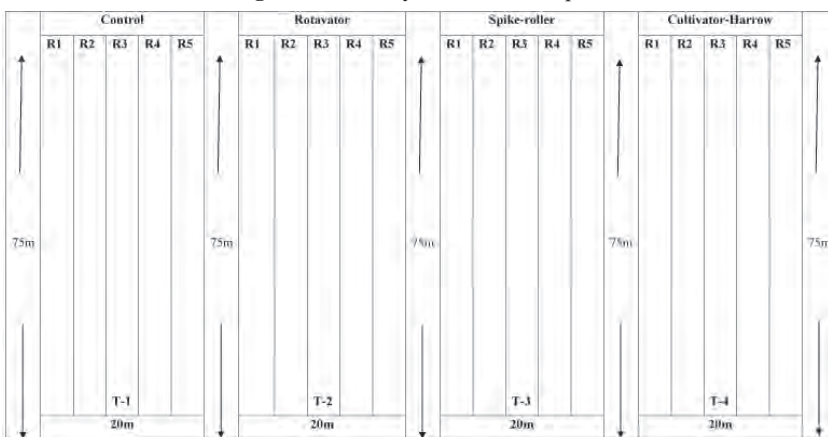 Control Rotavator Spike-roller Cultivator-Harrow
R1 R2 R3 R4 R5 R1 R2 R3 R4 R5 R1 R2 R3 R4 R5 R1 R2 R3 R4 R5
75m 75m 75m 75m 75m
T-1 T-2 T-3 T-4
20m 20m 20m 20m